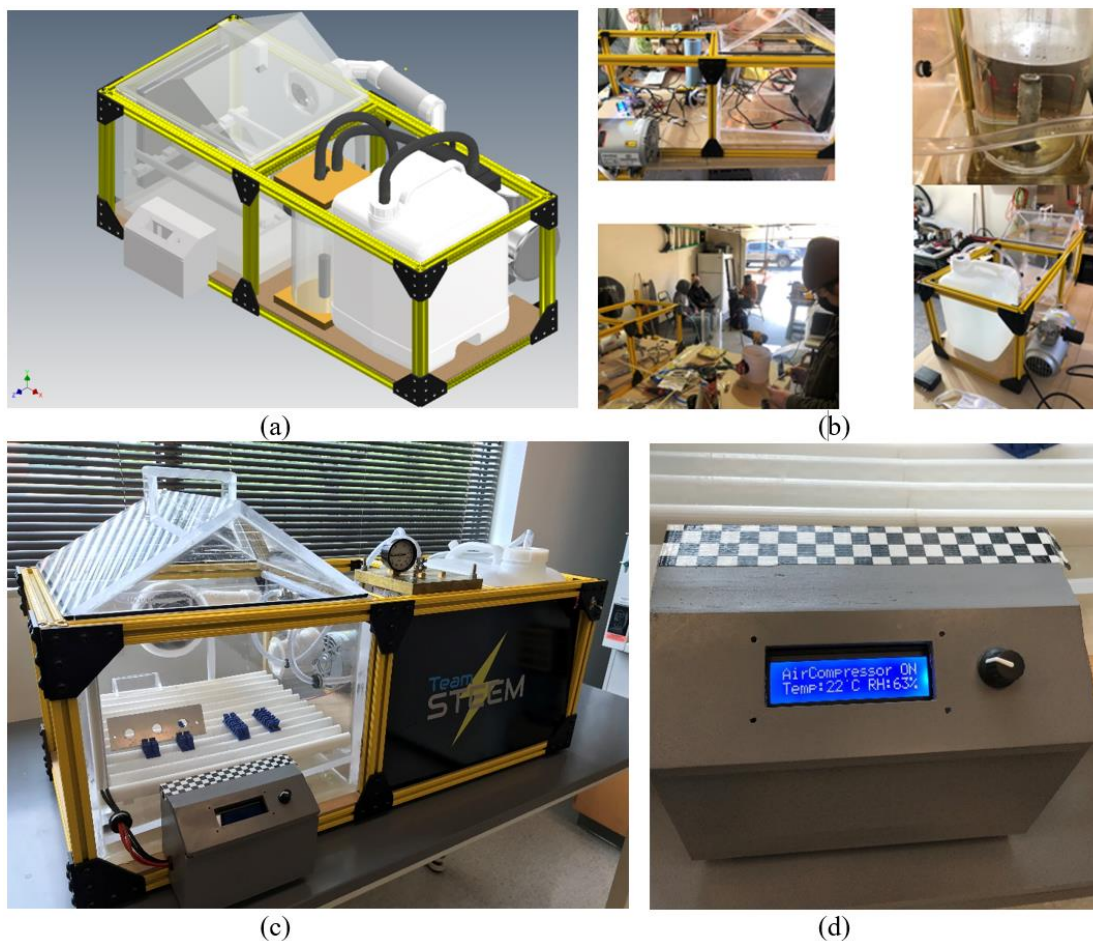 (a)
(b)
Team
STEEM
AirCompressor ON
Temp:22°C RH:63%
(c)
(d)